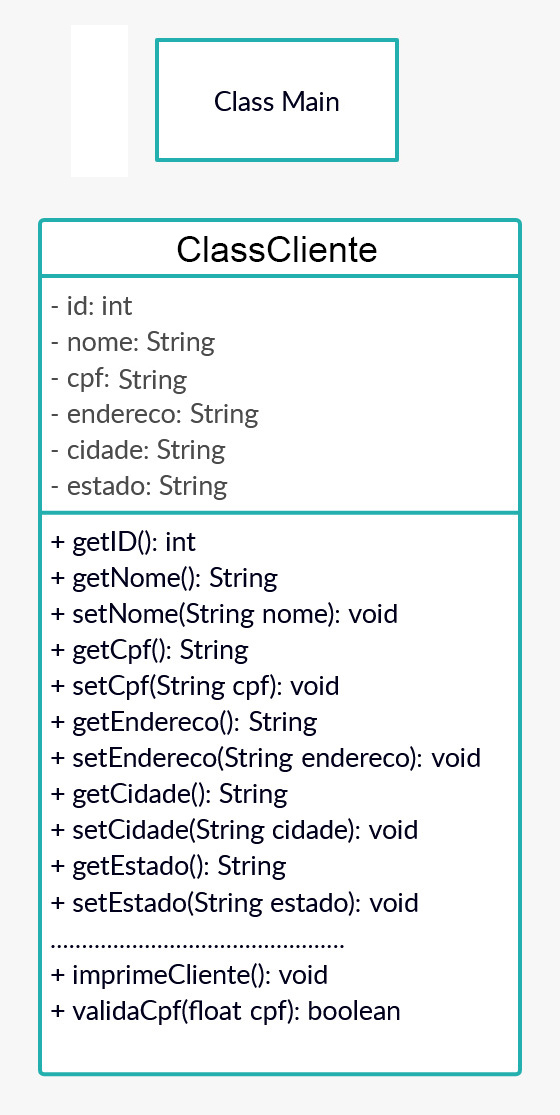 Class Main
ClassCliente
- id: int
- nome: String
- cpf: String
- endereco: String
- cidade: String
- estado: String
+ getID(): int
+ getNome(): String
+ setNome(String nome): void
+ getCpf(): String
+ setCpf(String cpf): void
+ getEndereco(): String
+ setEndereco(String endereco): void
+ getCidade(): String
+ setCidade(String cidade): void
+ getEstado(): String
+ setEstado(String estado): void
...............................................
+ imprimeCliente(): void
+ validaCpf(float cpf): boolean